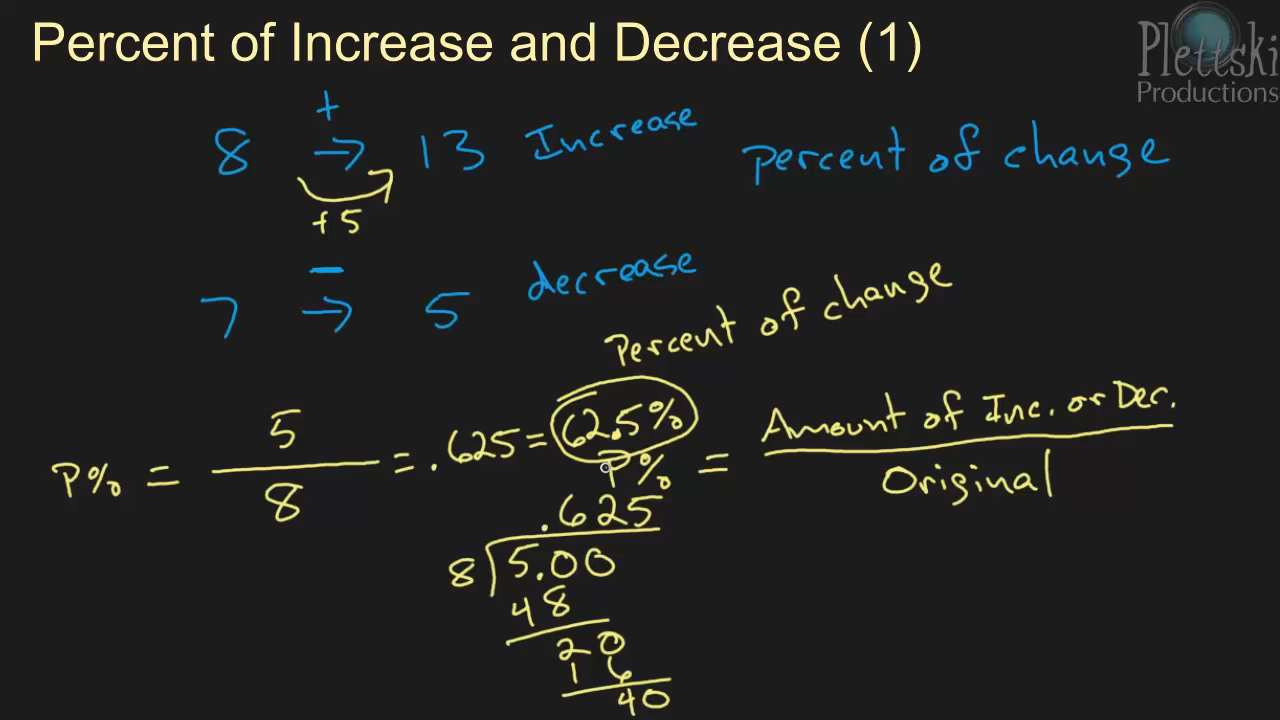 Percent of Increase and Decrease (1)
Plettski
Productions
+
8 → 13 Increase
percent of change
+5
−
7 → 5 decrease
Percent of change
P% = 5/8 = .625 = 62.5%
P% = Amount of Inc. or Dec. / Original
.625
8 5.00
48
20
16
40